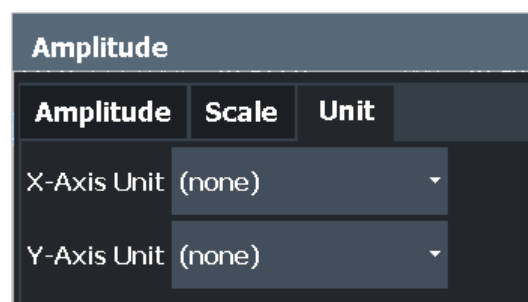 Amplitude
Amplitude Scale Unit
X-Axis Unit (none)
Y-Axis Unit (none)